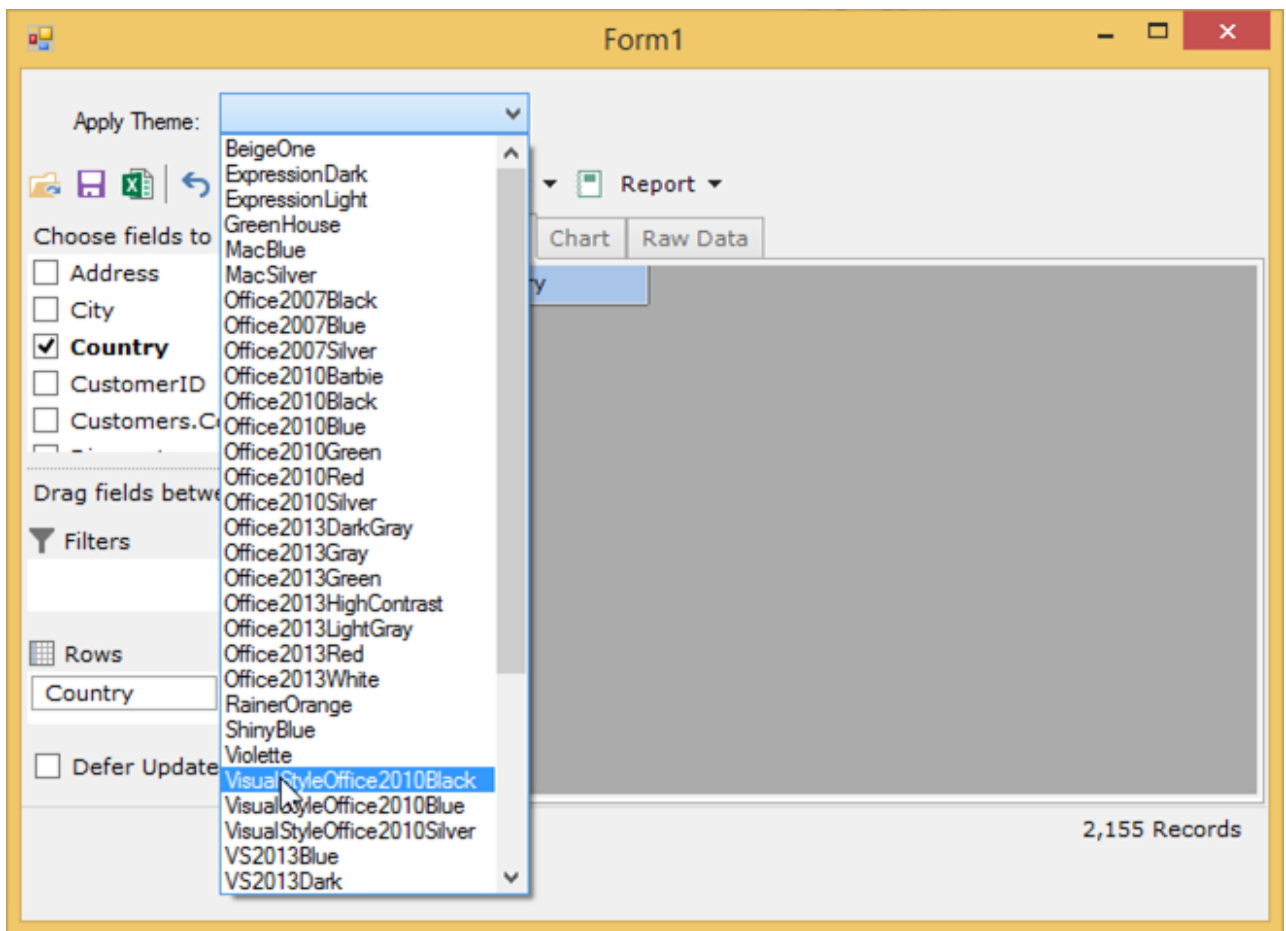 Form1
Apply Theme:
BeigeOne
ExpressionDark
ExpressionLight
GreenHouse
MacBlue
MacSilver
Office2007Black
Office2007Blue
Office2007Silver
Office2010Barbie
Office2010Black
Office2010Blue
Office2010Green
Office2010Red
Office2010Silver
Office2013DarkGray
Office2013Gray
Office2013Green
Office2013HighContrast
Office2013LightGray
Office2013Red
Office2013White
RainerOrange
ShinyBlue
Violette
VisualStyleOffice2010Black
VisualStyleOffice2010Blue
VisualStyleOffice2010Silver
VS2013Blue
VS2013Dark
Report
Choose fields to
Chart Raw Data
Address
City
Country
CustomerID
Customers.C
ry
Drag fields betwe
Filters
Rows
Country
Defer Update
2,155 Records